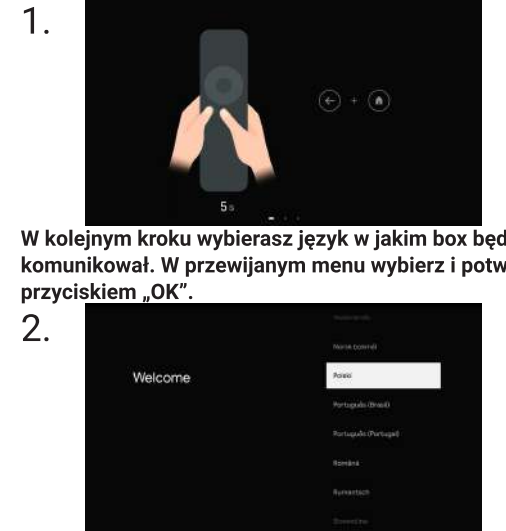 1.
+
5 s
W kolejnym kroku wybierasz język w jakim box będ
komunikował. W przewijanym menu wybierz i potw
przyciskiem „OK”.
2.
Welcome
Norsk (bokmål)
Polski
Português (Brasil)
Português (Portugal)
Română
Rumantsch